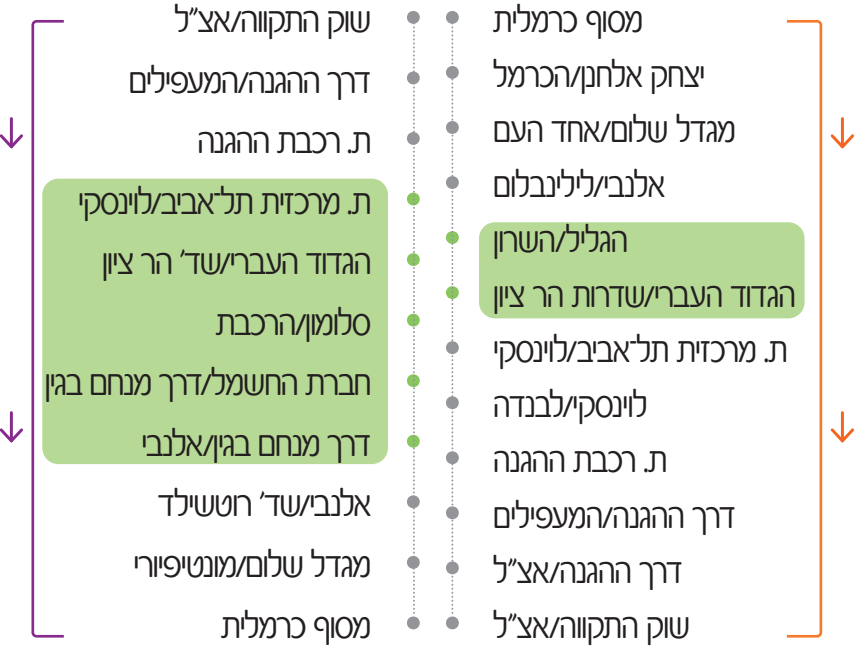 מסוף כרמלית
יצחק אלחנן/הכרמל
מגדל שלום/אחד העם
אלנבי/לילינבלום
הגליל/השרון
הגדוד העברי/שדרות הר ציון
ת. מרכזית תל־אביב/לוינסקי
לוינסקי/לבנדה
ת. רכבת ההגנה
דרך ההגנה/המעפילים
דרך ההגנה/אצ״ל
שוק התקווה/אצ״ל
שוק התקווה/אצ״ל
דרך ההגנה/המעפילים
ת. רכבת ההגנה
ת. מרכזית תל־אביב/לוינסקי
הגדוד העברי/שד׳ הר ציון
סלומון/הרכבת
חברת החשמל/דרך מנחם בגין
דרך מנחם בגין/אלנבי
אלנבי/שד׳ רוטשילד
מגדל שלום/מונטיפיורי
מסוף כרמלית